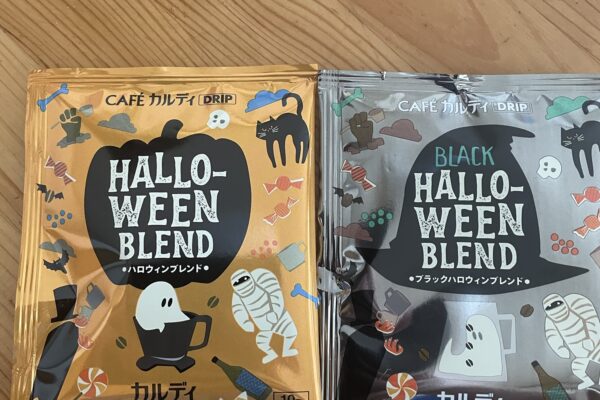 CAFÉ カルディ DRIP
HALLO-
WEEN
BLEND
•ハロウィンブレンド•
カルディ
CAFÉ カルディ DRIP
BLACK
HALLO-
WEEN
BLEND
•ブラックハロウィンブレンド•